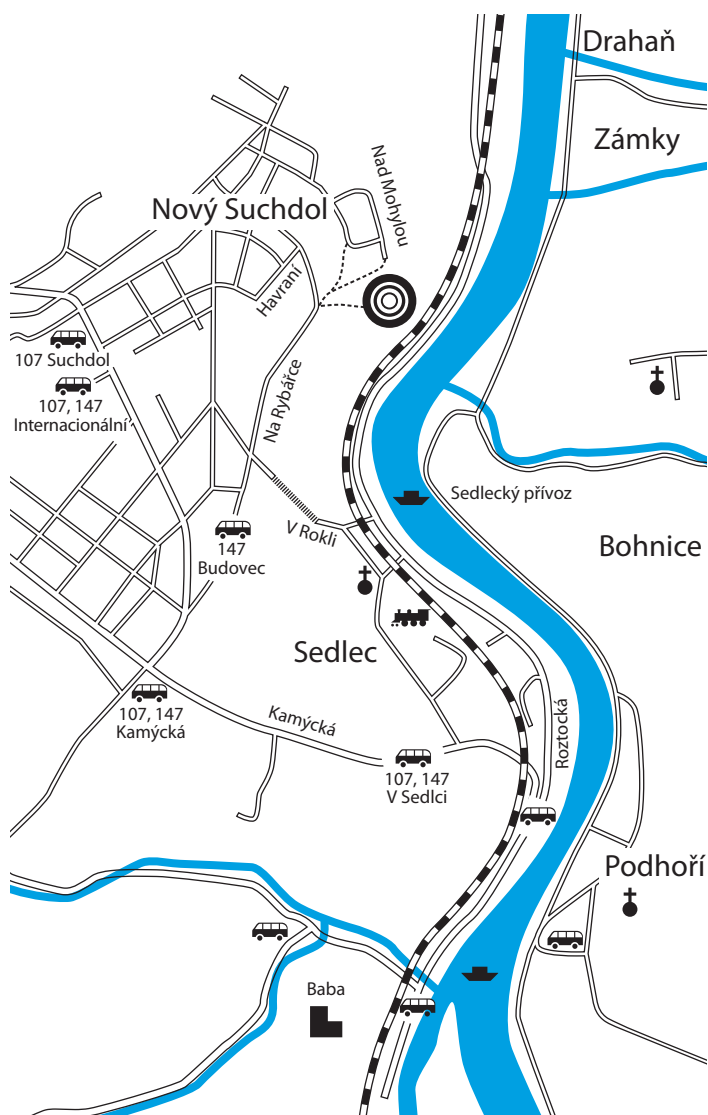 Drahaň
Zámky
Nad Mohylou
Nový Suchdol
Havraní
107 Suchdol
107, 147
Internacionální
Na Rybářce
Sedlecký přívoz
V Rokli
147
Budovec
Bohnice
Sedlec
107, 147
Kamýcká
Kamýcká
Roztocká
107, 147
V Sedlci
Podhoří
Baba